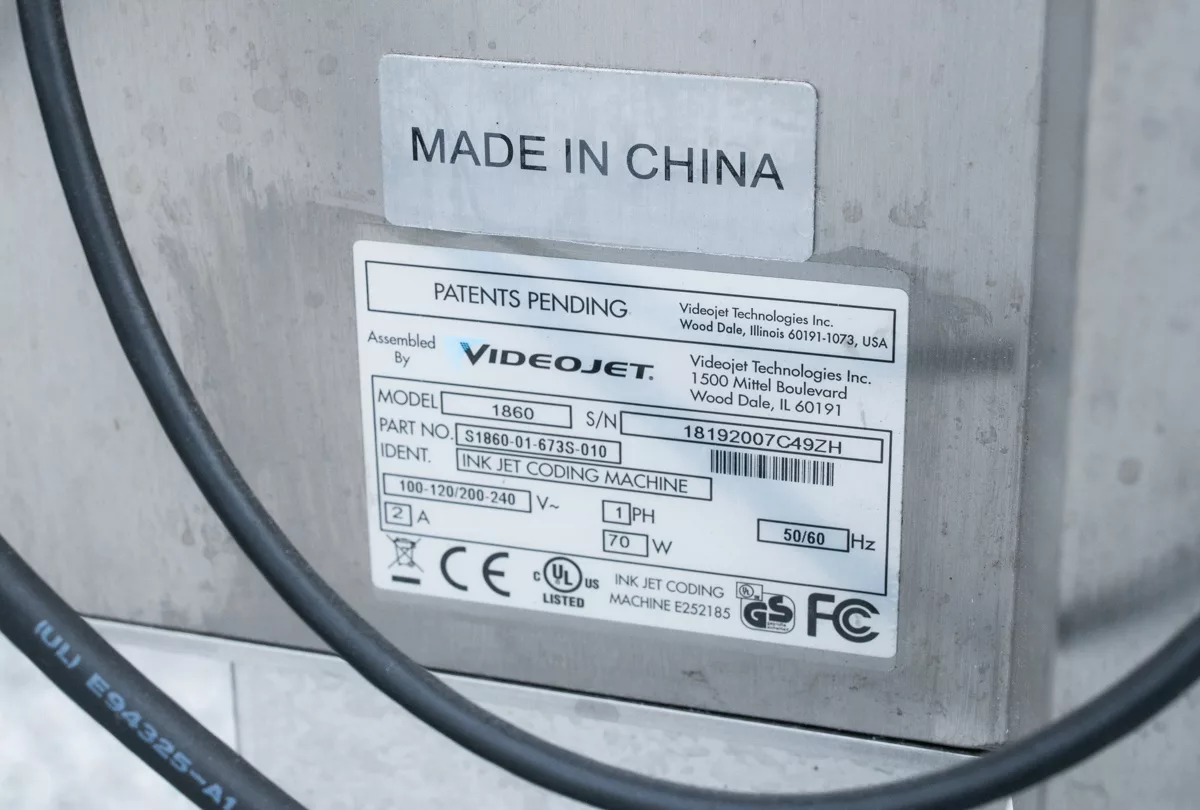 MADE IN CHINA
PATENTS PENDING
Videojet Technologies Inc.
Wood Dale, Illinois 60191-1073, USA
Assembled
By
VIDEOJET.
Videojet Technologies Inc.
1500 Mittel Boulevard
Wood Dale, IL 60191
MODEL 1860 S/N 18192007C49ZH
PART NO. S1860-01-673S-010
IDENT. INK JET CODING MACHINE
100-120/200-240 V~ 1 PH 50/60 Hz
2 A 70 W
CE
C UL US
LISTED
INK JET CODING
MACHINE E252185
UL
GS
FC
(UL) E94325-A1